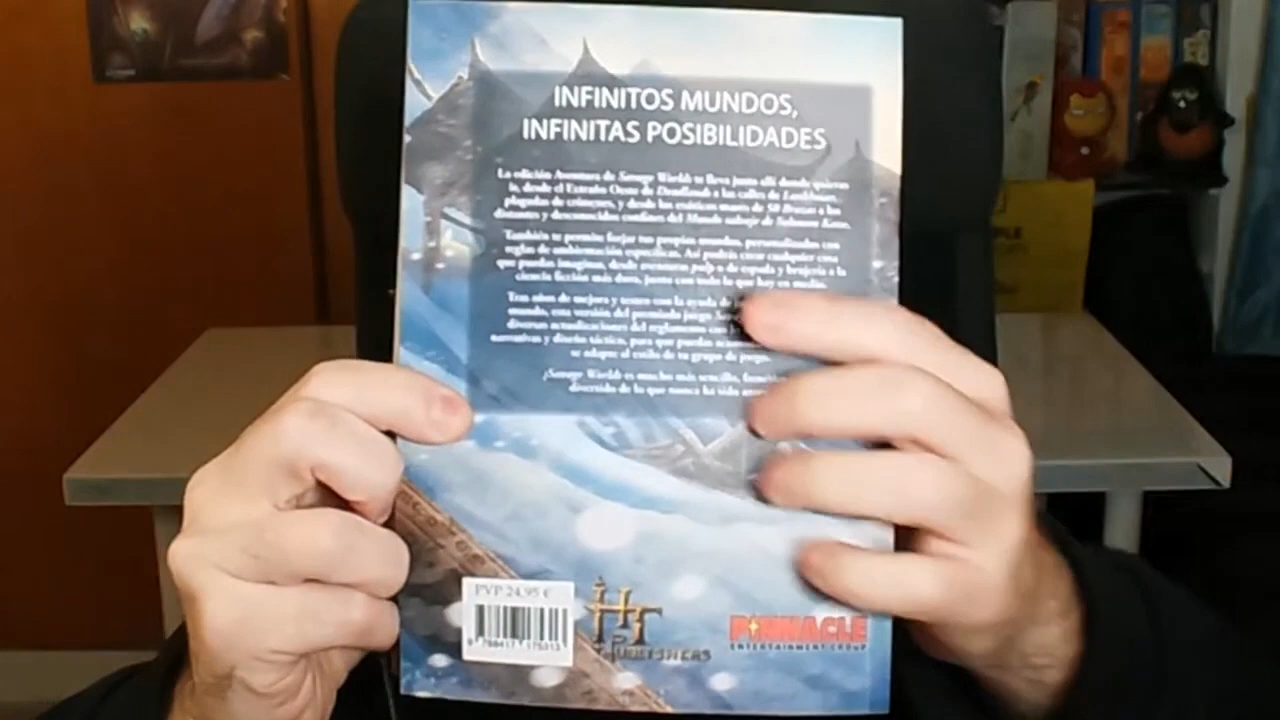 INFINITOS MUNDOS,
INFINITAS POSIBILIDADES
La edición Aventura de Savage Worlds te lleva justo allí donde quieras
ir, desde el Extraño Oeste de Deadlands a las calles de Lankhmar,
plagadas de crímenes, y desde los exóticos mares de 50 Brazas a los
distantes y desconocidos confines del Mundo salvaje de Solomon Kane.
También te permite forjar tus propios mundos, personalizados con
reglas de ambientación específicas. Así podrás crear cualquier cosa
que puedas imaginar, desde aventuras pulp o de espada y brujería a la
ciencia ficción más dura, junto con todo lo que hay en medio.
Tras años de mejora y testeo con la ayuda de
mundo, esta versión del premiado juego
diversas actualizaciones del reglamento con
narrativas y diseño táctico, para que puedas
se adapte al estilo de tu grupo de juego.
¡Savage Worlds es mucho más sencillo,
divertido de lo que nunca ha sido
PVP 24,95 €
HT
PUBLISHERS
PINNACLE
ENTERTAINMENT GROUP